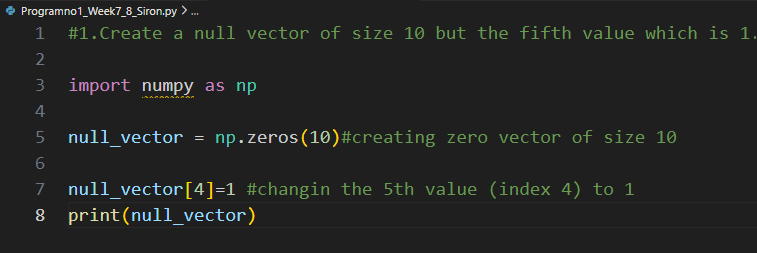 Programno1_Week7_8_Siron.py > ...
1 #1.Create a null vector of size 10 but the fifth value which is 1.
2
3 import numpy as np
4
5 null_vector = np.zeros(10)#creating zero vector of size 10
6
7 null_vector[4]=1 #changin the 5th value (index 4) to 1
8 print(null_vector)